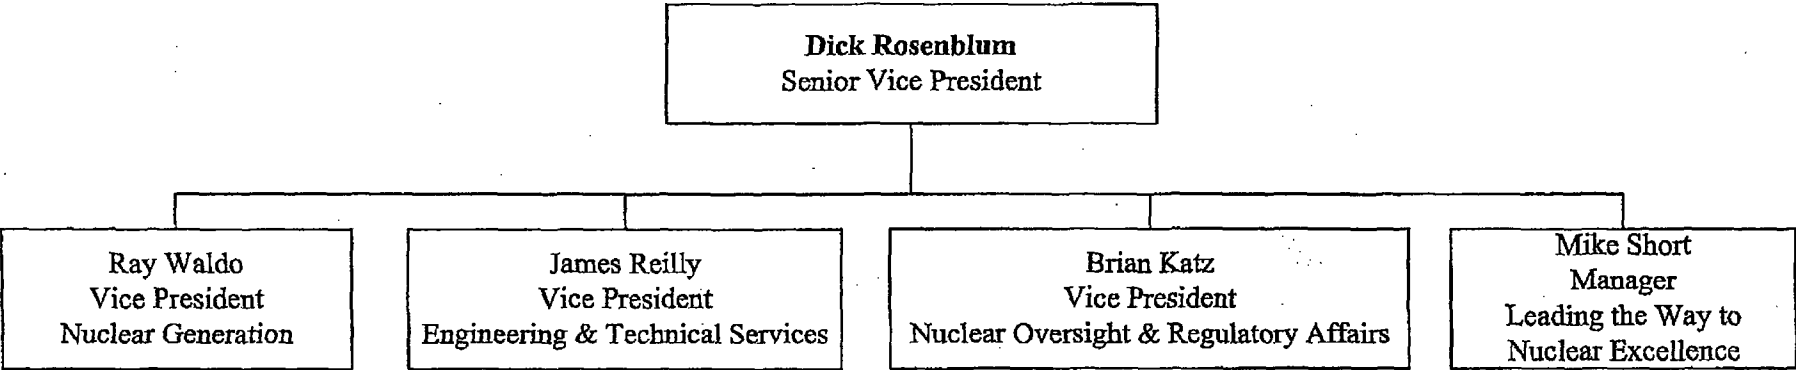 Dick Rosenblum
Senior Vice President
Ray Waldo
Vice President
Nuclear Generation
James Reilly
Vice President
Engineering & Technical Services
Brian Katz
Vice President
Nuclear Oversight & Regulatory Affairs
Mike Short
Manager
Leading the Way to
Nuclear Excellence